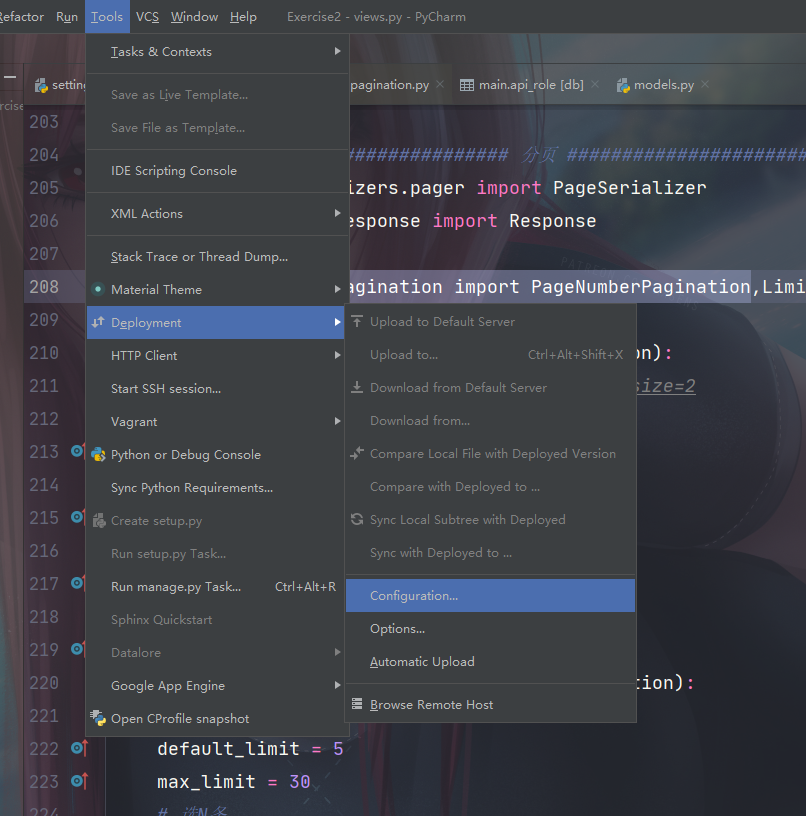 Refactor Run Tools VCS Window Help Exercise2 - views.py - PyCharm
Tasks & Contexts
pagination.py × main.api_role [db] × models.py ×
Save as Live Template...
Save File as Template...
IDE Scripting Console
XML Actions
Stack Trace or Thread Dump...
Material Theme
Deployment
HTTP Client
Start SSH session...
Vagrant
Python or Debug Console
Sync Python Requirements...
Create setup.py
Run setup.py Task...
Run manage.py Task... Ctrl+Alt+R
Sphinx Quickstart
Datalore
Google App Engine
Open CProfile snapshot
Upload to Default Server
Upload to... Ctrl+Alt+Shift+X
Download from Default Server
Download from...
Compare Local File with Deployed Version
Compare with Deployed to ...
Sync Local Subtree with Deployed
Sync with Deployed to ...
Configuration...
Options...
Automatic Upload
Browse Remote Host
203
204 ############### 分页 ######################
205 izers.pager import PageSerializer
206 esponse import Response
207
208 agination import PageNumberPagination,Limi
209
210 on):
211 size=2
212
213
214
215
216
217
218
219
220 tion):
221
222 default_limit = 5
223 max_limit = 30
224 # 选N条